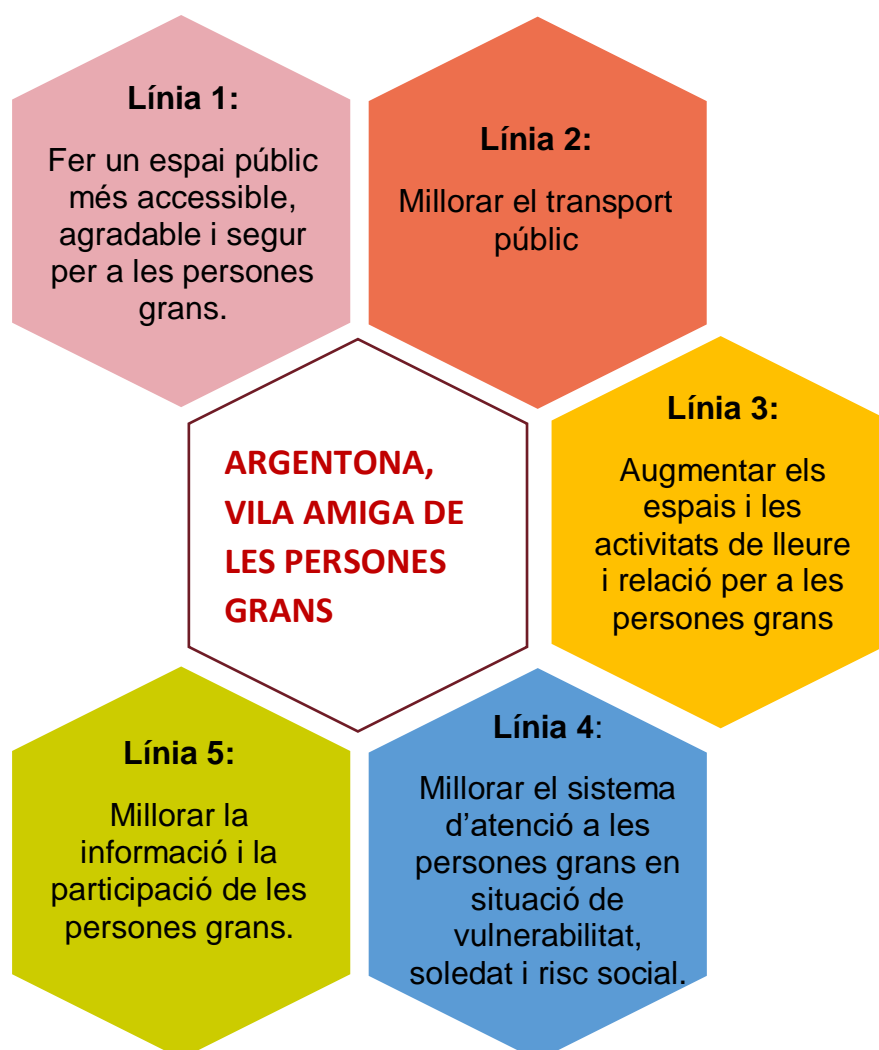 Línia 1:
Fer un espai públic
més accessible,
agradable i segur
per a les persones
grans.
Línia 2:
Millorar el transport
públic
ARGENTONA,
VILA AMIGA DE
LES PERSONES
GRANS
Línia 3:
Augmentar els
espais i les
activitats de lleure
i relació per a les
persones grans
Línia 4:
Millorar el sistema
d’atenció a les
persones grans en
situació de
vulnerabilitat,
soledat i risc social.
Línia 5:
Millorar la
informació i la
participació de les
persones grans.